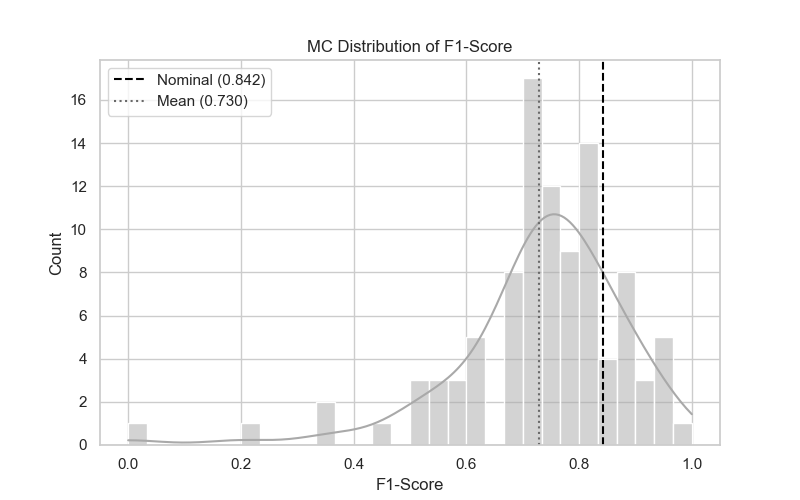 MC Distribution of F1-Score
Nominal (0.842)
Mean (0.730)
16
14
12
10
8
6
4
2
0
Count
0.0 0.2 0.4 0.6 0.8 1.0
F1-Score